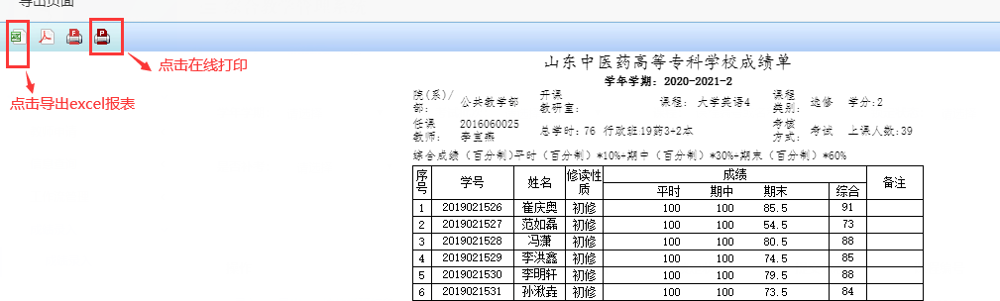 导出页面
点击在线打印
点击导出excel报表
山东中医药高等专科学校成绩单
学年学期：2020-2021-2
院(系)/部: 公共教学部 开课教研室: 课程: 大学英语4 课程类别: 选修 学分:2
任课教师: 2016060025 李宝燕 总学时: 76 行政班:19药3+2本 考核方式: 考试 上课人数:39
综合成绩（百分制)平时（百分制）*10%+期中（百分制）*30%+期末（百分制）*60%
序号 学号 姓名 修读性质 成绩 备注
平时 期中 期末 综合
1 2019021526 崔庆奥 初修 100 100 85.5 91
2 2019021527 范如磊 初修 100 100 54.5 73
3 2019021528 冯潇 初修 100 100 80.5 88
4 2019021529 李洪鑫 初修 100 100 74.5 85
5 2019021530 李明轩 初修 100 100 79.5 88
6 2019021531 孙湫垚 初修 100 100 73.5 84